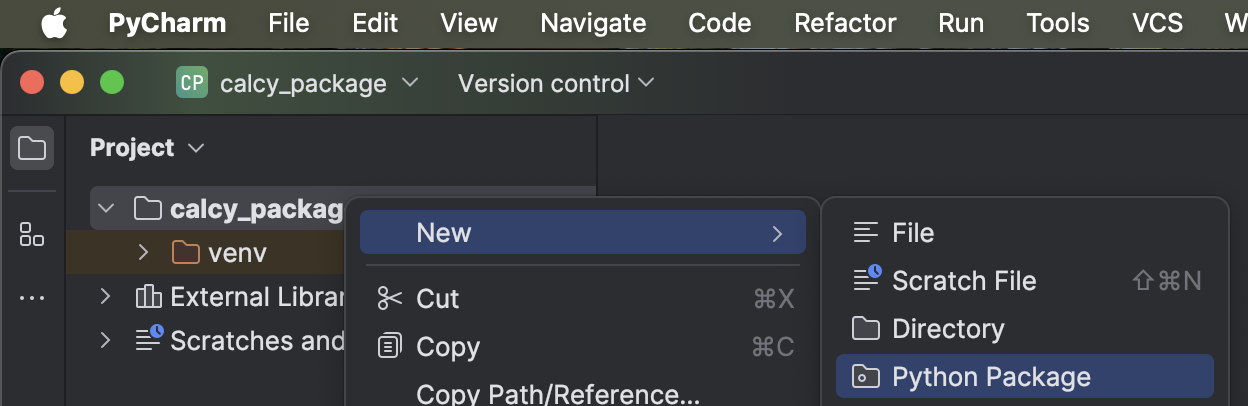 PyCharm File Edit View Navigate Code Refactor Run Tools VCS
CP calcy_package Version control
Project
calcy_packag
venv
External Librar
Scratches and
New
Cut ⌘X
Copy ⌘C
Copy Path/Reference...
File
Scratch File ⇧⌘N
Directory
Python Package